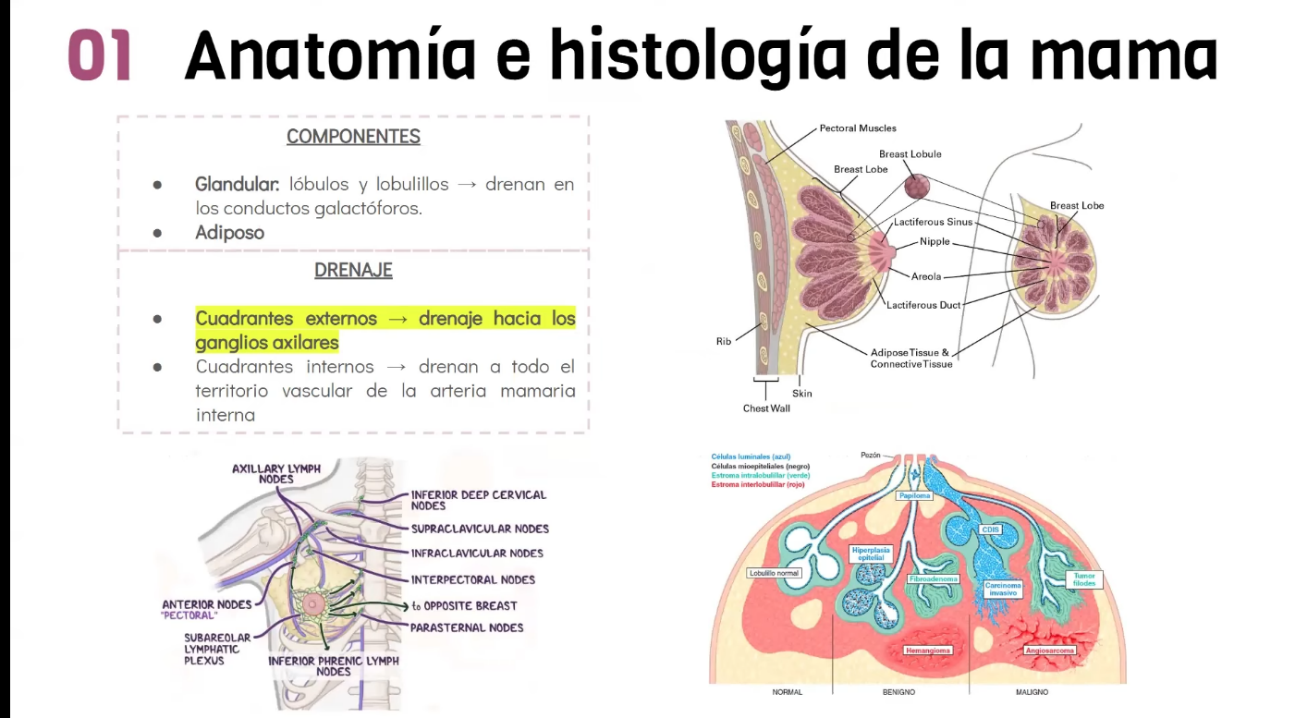 01 Anatomía e histología de la mama
COMPONENTES
● Glandular: lóbulos y lobulillos → drenan en
los conductos galactóforos.
● Adiposo
DRENAJE
● Cuadrantes externos → drenaje hacia los
ganglios axilares
● Cuadrantes internos → drenan a todo el
territorio vascular de la arteria mamaria
interna
Pectoral Muscles
Breast Lobule
Breast Lobe
Breast Lobe
Lactiferous Sinus
Nipple
Areola
Lactiferous Duct
Rib
Adipose Tissue &
Connective Tissue
Skin
Chest Wall
AXILLARY LYMPH
NODES
INFERIOR DEEP CERVICAL
NODES
SUPRACLAVICULAR NODES
INFRACLAVICULAR NODES
INTERPECTORAL NODES
to OPPOSITE BREAST
PARASTERNAL NODES
ANTERIOR NODES
"PECTORAL"
SUBAREOLAR
LYMPHATIC
PLEXUS
INFERIOR PHRENIC LYMPH
NODES
Células luminales (azul)
Células mioepiteliales (negro)
Estroma intralobulillar (verde)
Estroma interlobulillar (rojo)
Pezón
Papiloma
CDIS
Hiperplasia
epitelial
Lobulillo normal
Fibroadenoma
Carcinoma
invasivo
Tumor
filodes
Hemangioma
Angiosarcoma
NORMAL
BENIGNO
MALIGNO